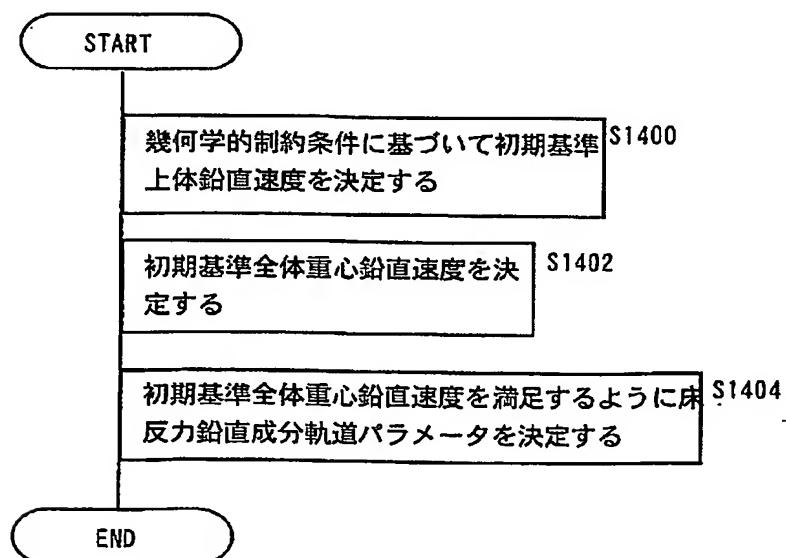 START
幾何学的制約条件に基づいて初期基準 S1400
上体鉛直速度を決定する
初期基準全体重心鉛直速度を決 S1402
定する
初期基準全体重心鉛直速度を満足するように床 S1404
反力鉛直成分軌道パラメータを決定する
END